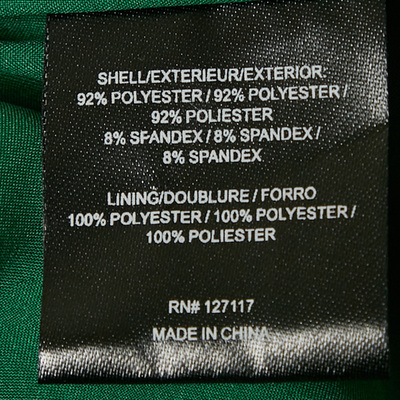 SHELL/EXTERIEUR/EXTERIOR:
92% POLYESTER / 92% POLYESTER /
92% POLIESTER
8% SPANDEX / 8% SPANDEX /
8% SPANDEX
LINING/DOUBLURE / FORRO
100% POLYESTER / 100% POLYESTER /
100% POLIESTER
RN# 127117
MADE IN CHINA